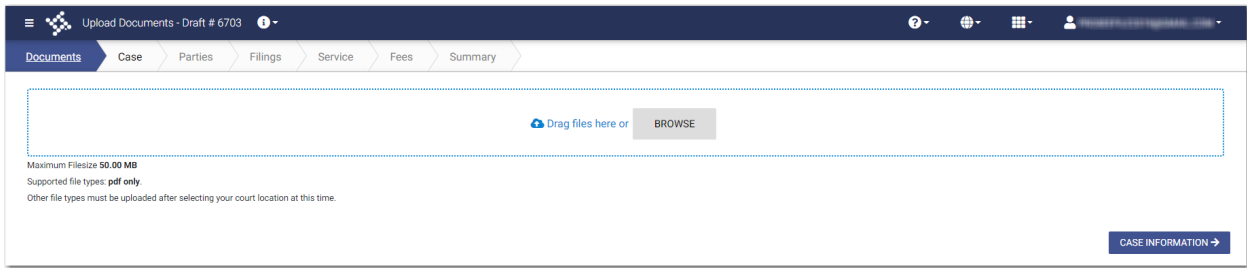 Upload Documents - Draft # 6703
Documents Case Parties Filings Service Fees Summary
Drag files here or BROWSE
Maximum Filesize 50.00 MB
Supported file types: pdf only.
Other file types must be uploaded after selecting your court location at this time.
CASE INFORMATION →